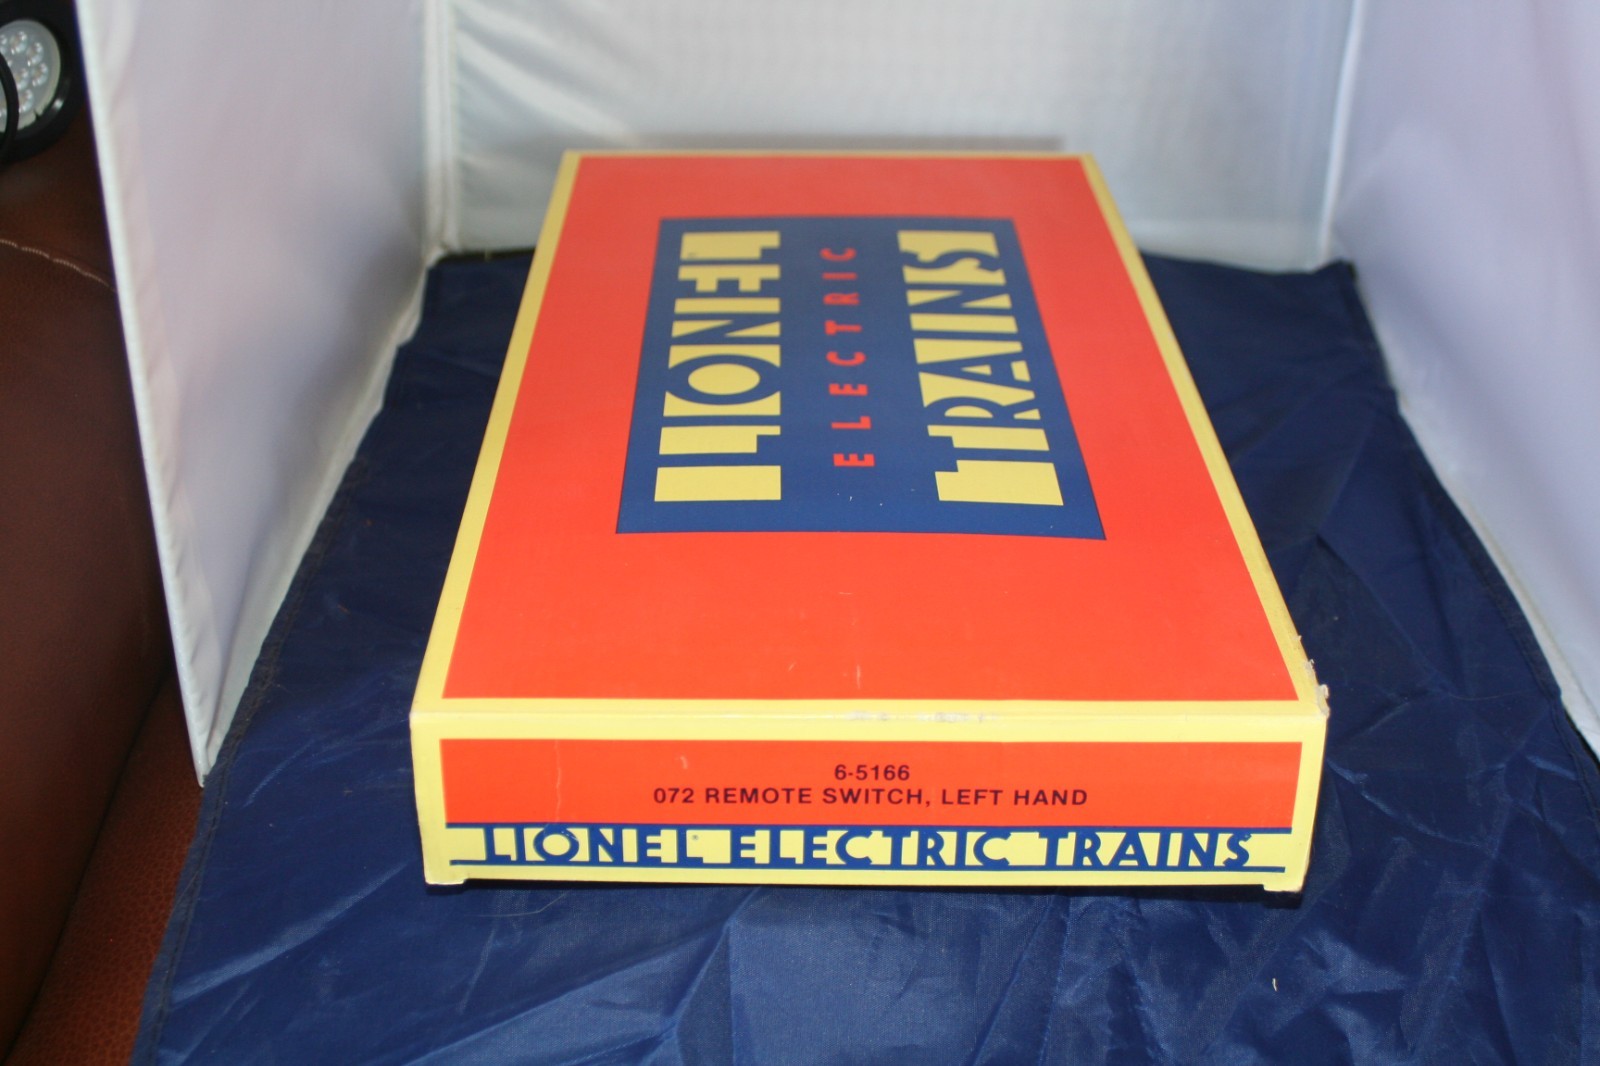 LIONEL
ELECTRIC
TRAINS
6-5166
072 REMOTE SWITCH, LEFT HAND
LIONEL® ELECTRIC TRAINS